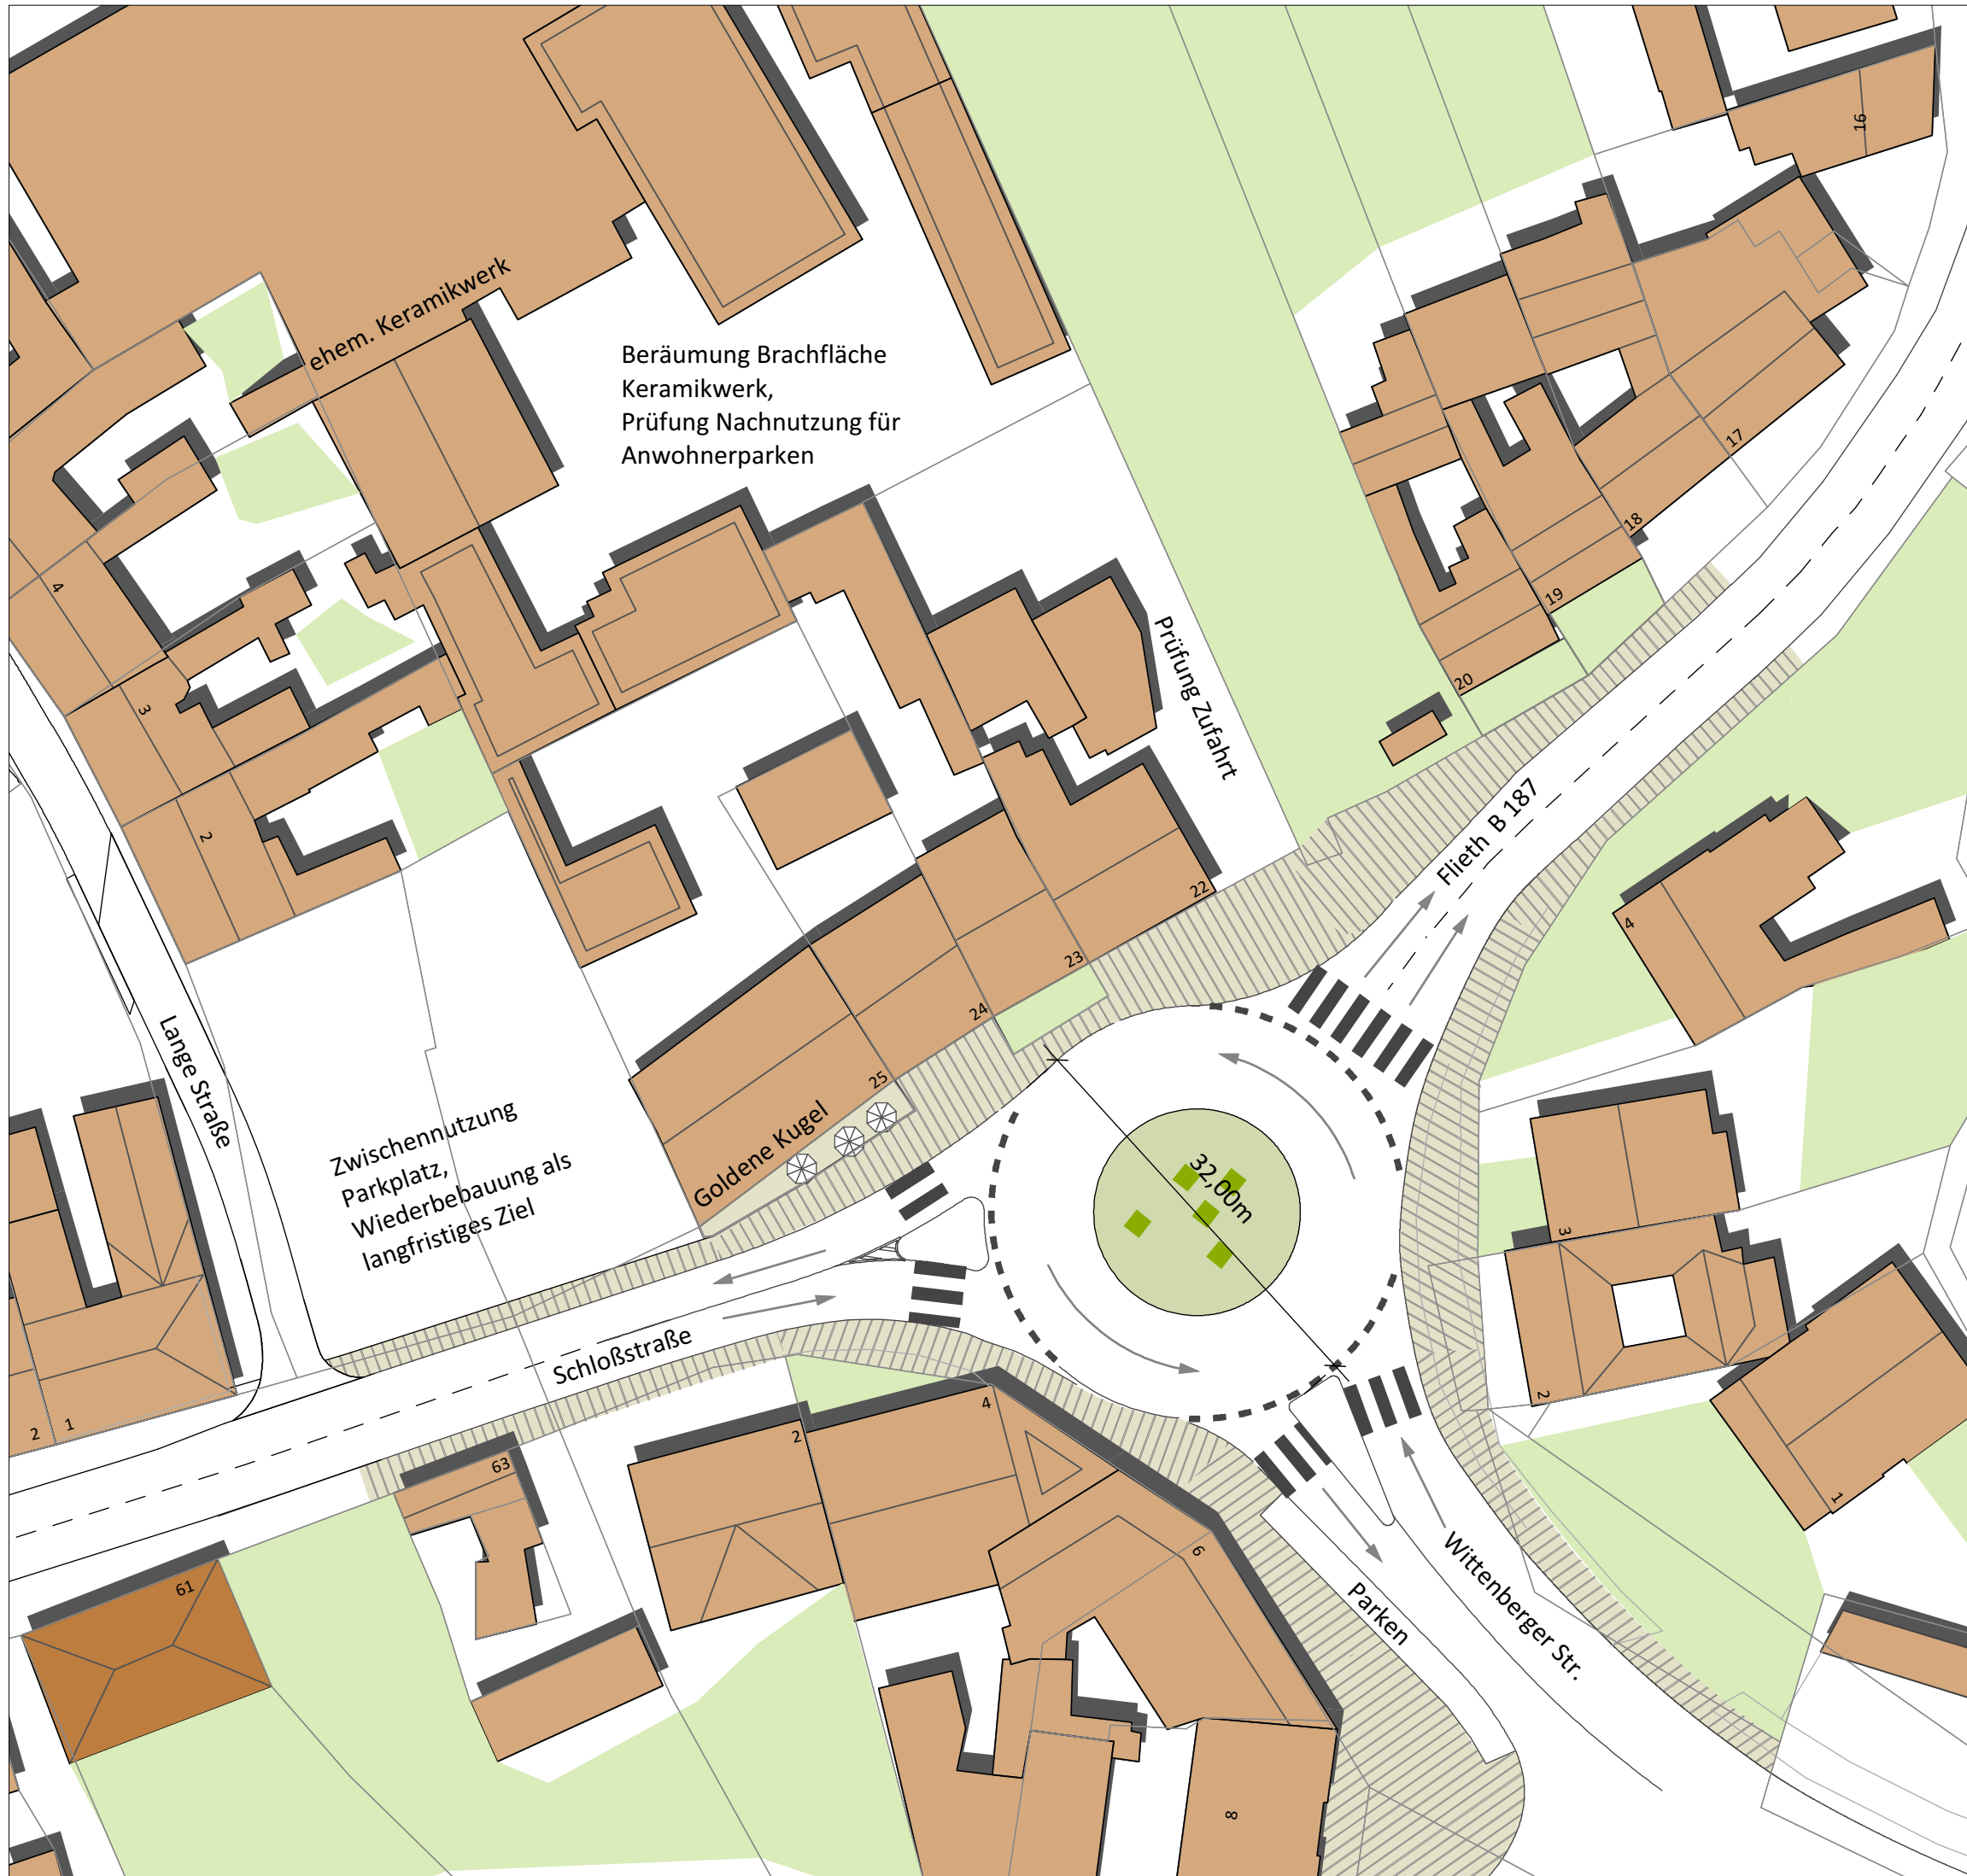 16
ehem. Keramikwerk
Beräumung Brachfläche
Keramikwerk,
Prüfung Nachnutzung für
Anwohnerparken
17
18
19
20
Prüfung Zufahrt
4
3
2
Flieth B 187
22
23
24
25
Goldene Kugel
Lange Straße
Zwischennutzung
Parkplatz,
Wiederbebauung als
langfristiges Ziel
32,00m
4
3
2
1
Schloßstraße
2
1
63
2
4
6
61
Parken
Wittenberger Str.
8